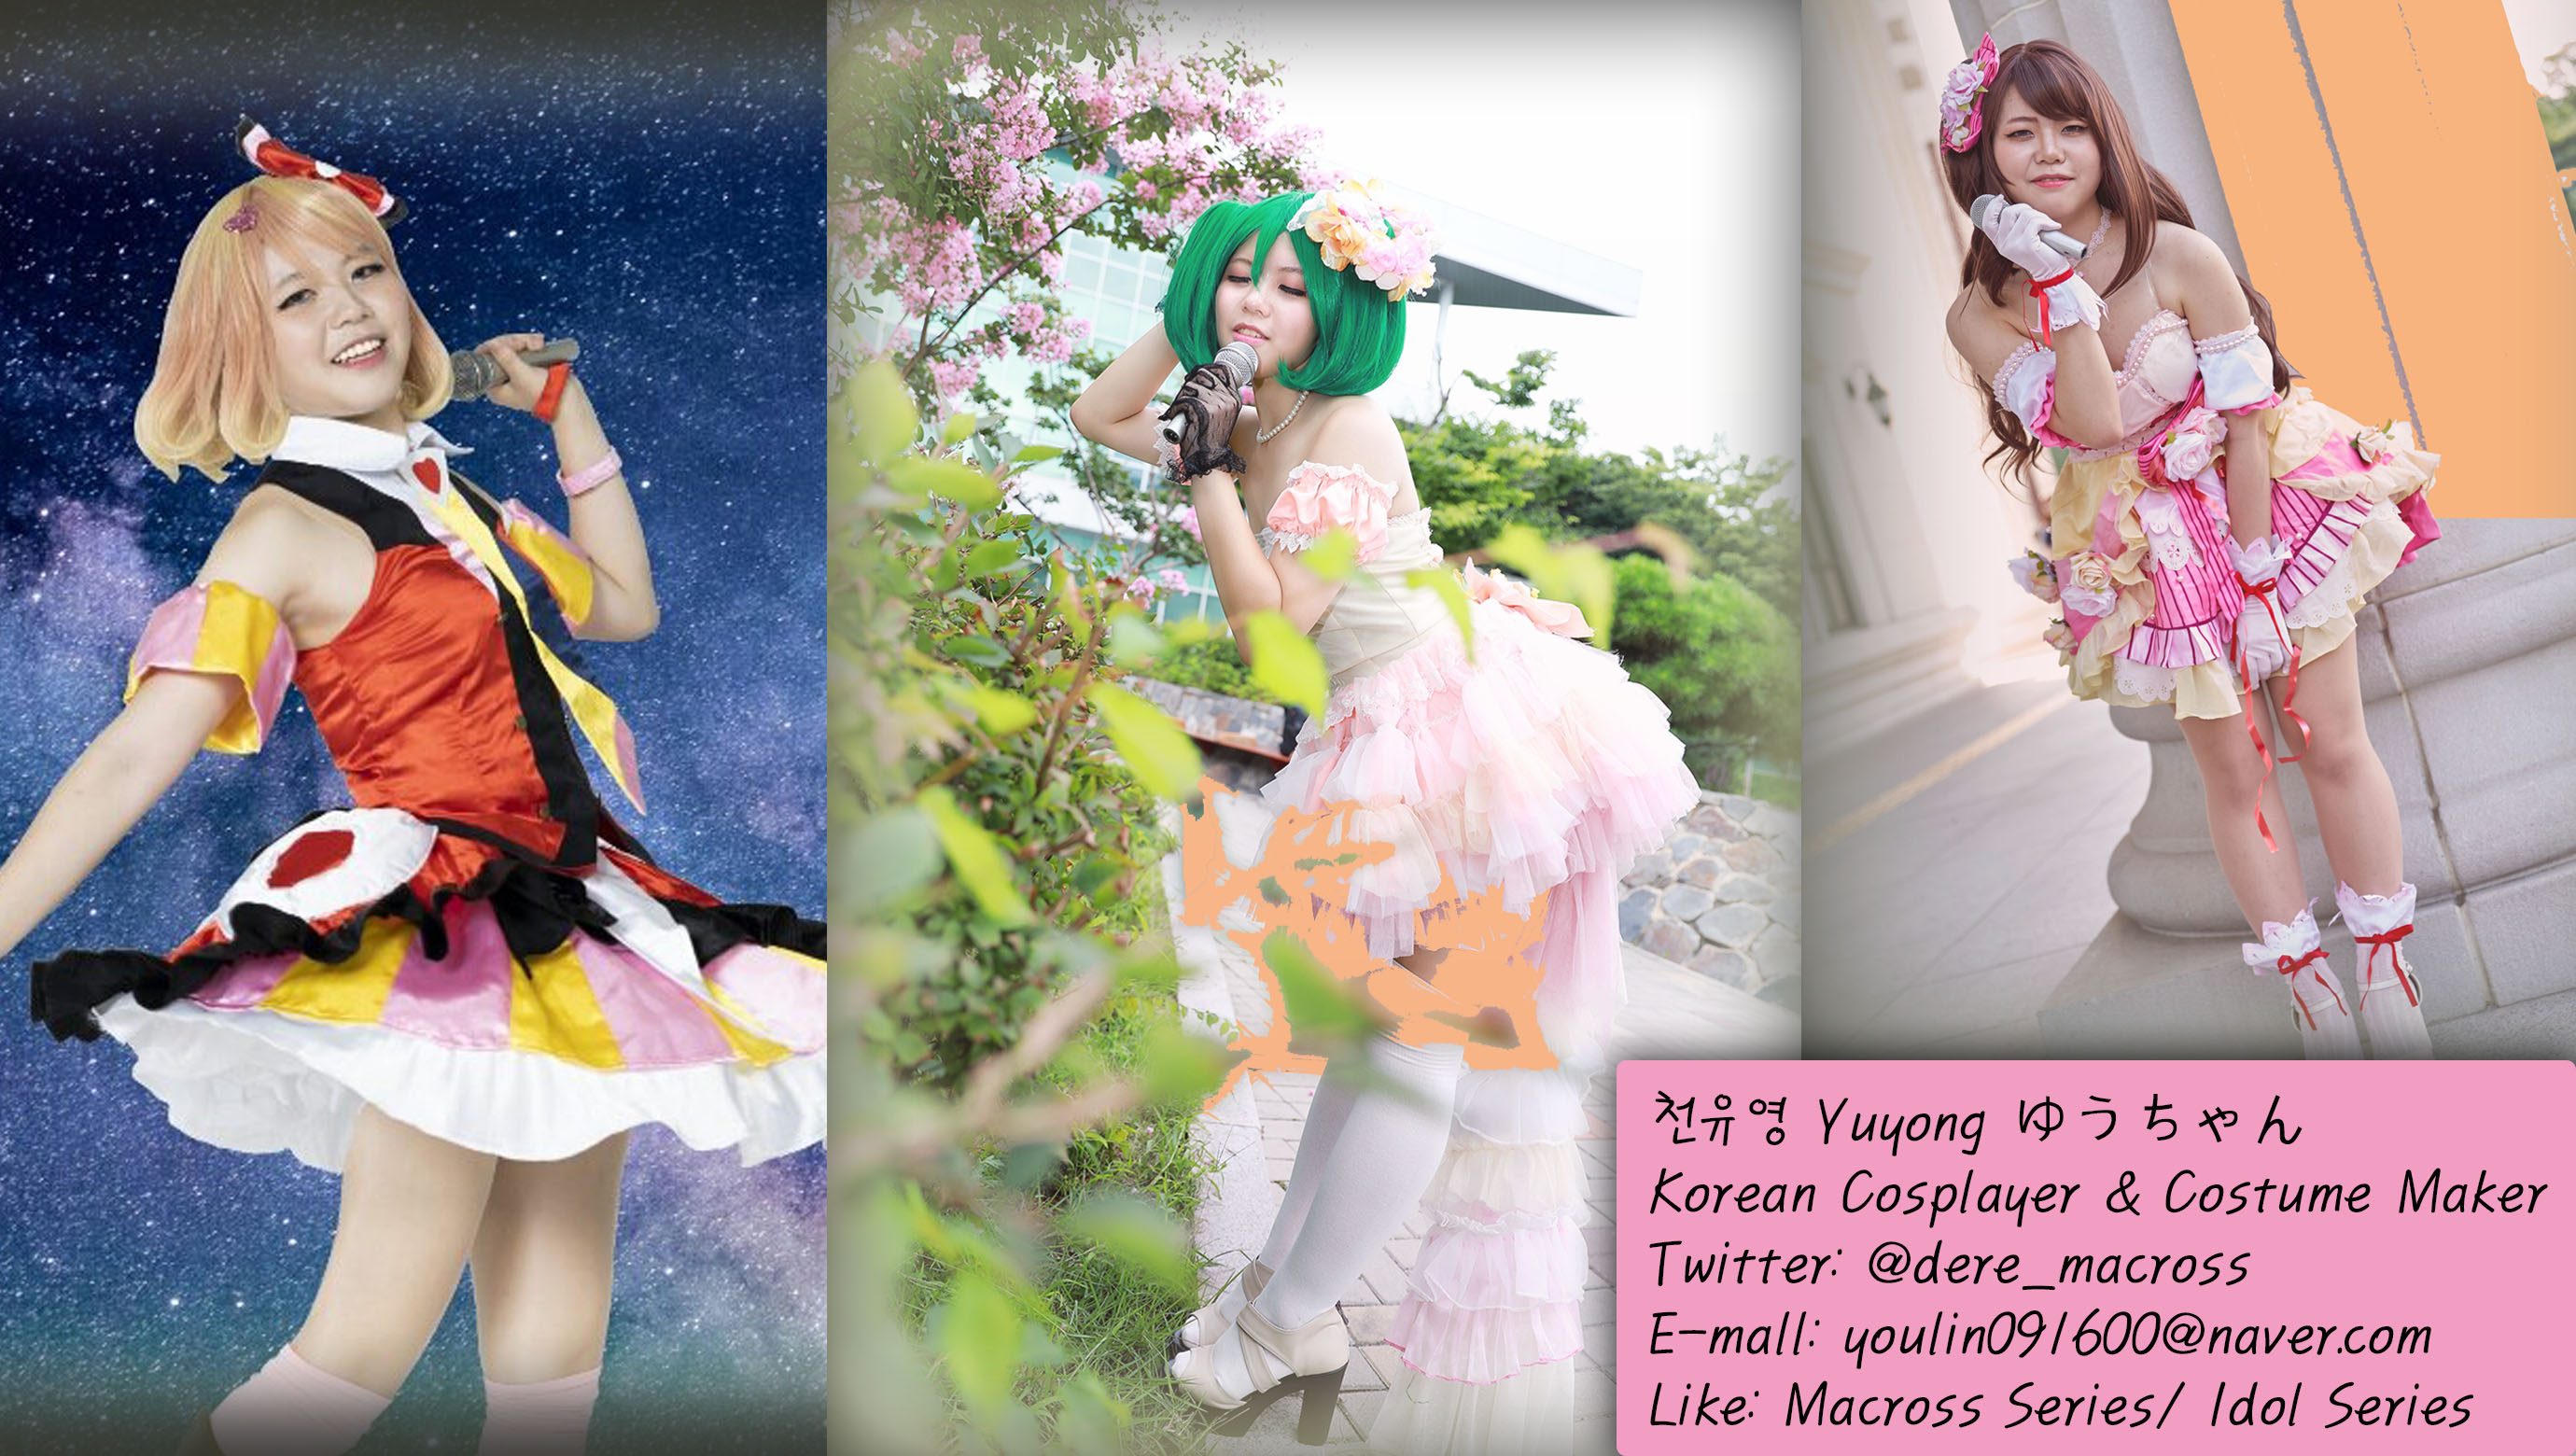 천유영 Yuyong ゆうちゃん
Korean Cosplayer & Costume Maker
Twitter: @dere_macross
E-mall: youlin091600@naver.com
Like: Macross Series/ Idol Series